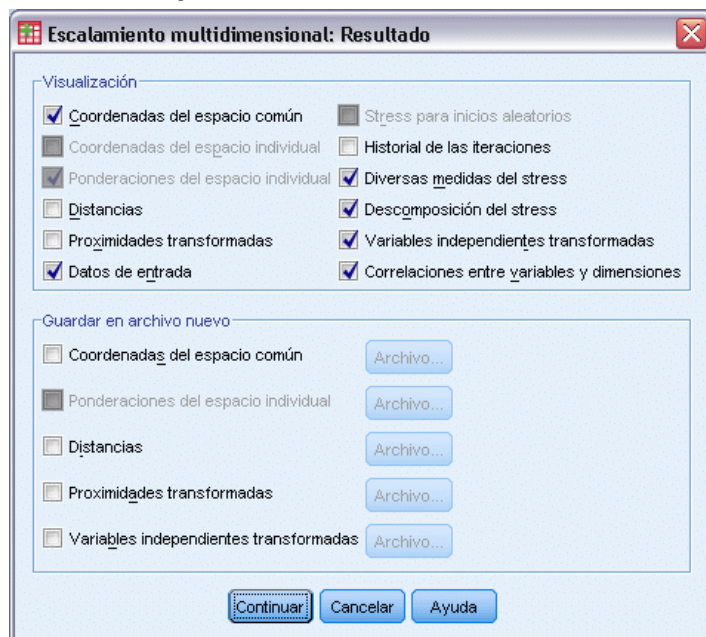 Escalamiento multidimensional: Resultado
Visualización
Coordenadas del espacio común
Stress para inicios aleatorios
Coordenadas del espacio individual
Historial de las iteraciones
Ponderaciones del espacio individual
Diversas medidas del stress
Distancias
Descomposición del stress
Proximidades transformadas
Variables independientes transformadas
Datos de entrada
Correlaciones entre variables y dimensiones
Guardar en archivo nuevo
Coordenadas del espacio común
Archivo...
Ponderaciones del espacio individual
Archivo...
Distancias
Archivo...
Proximidades transformadas
Archivo...
Variables independientes transformadas
Archivo...
Continuar
Cancelar
Ayuda